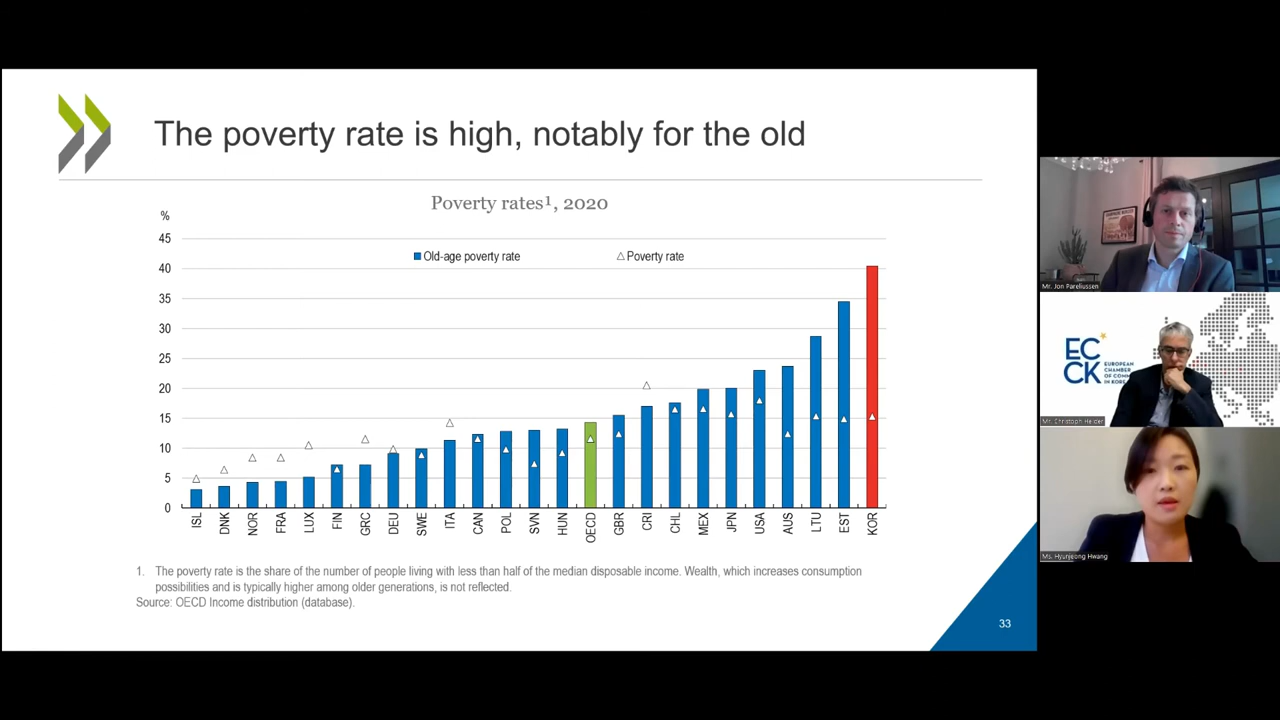 The poverty rate is high, notably for the old
Poverty rates¹, 2020
%
45
40
35
30
25
20
15
10
5
0
Old-age poverty rate
Poverty rate
ISL
DNK
NOR
FRA
LUX
FIN
GRC
DEU
SWE
ITA
CAN
POL
SVN
HUN
OECD
GBR
CRI
CHL
MEX
JPN
USA
AUS
LTU
EST
KOR
1. The poverty rate is the share of the number of people living with less than half of the median disposable income. Wealth, which increases consumption
possibilities and is typically higher among older generations, is not reflected.
Source: OECD Income distribution (database).
33
Mr. Jon Pareliussen
EC
CK
EUROPEAN
CHAMBER
OF COMM
IN KORE
Mr. Christoph Heider
Ms. Hyunjeong Hwang